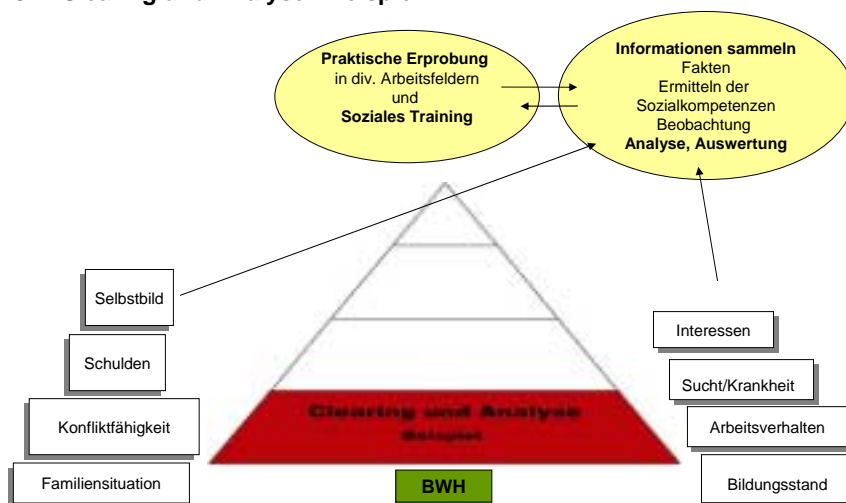 Praktische Erprobung
in div. Arbeitsfeldern
und
Soziales Training
Informationen sammeln
Fakten
Ermitteln der
Sozialkompetenzen
Beobachtung
Analyse, Auswertung
Selbstbild
Schulden
Konfliktfähigkeit
Familiensituation
Interessen
Sucht/Krankheit
Arbeitsverhalten
Bildungsstand
Clearing und Analyse
Beispiel
BWH